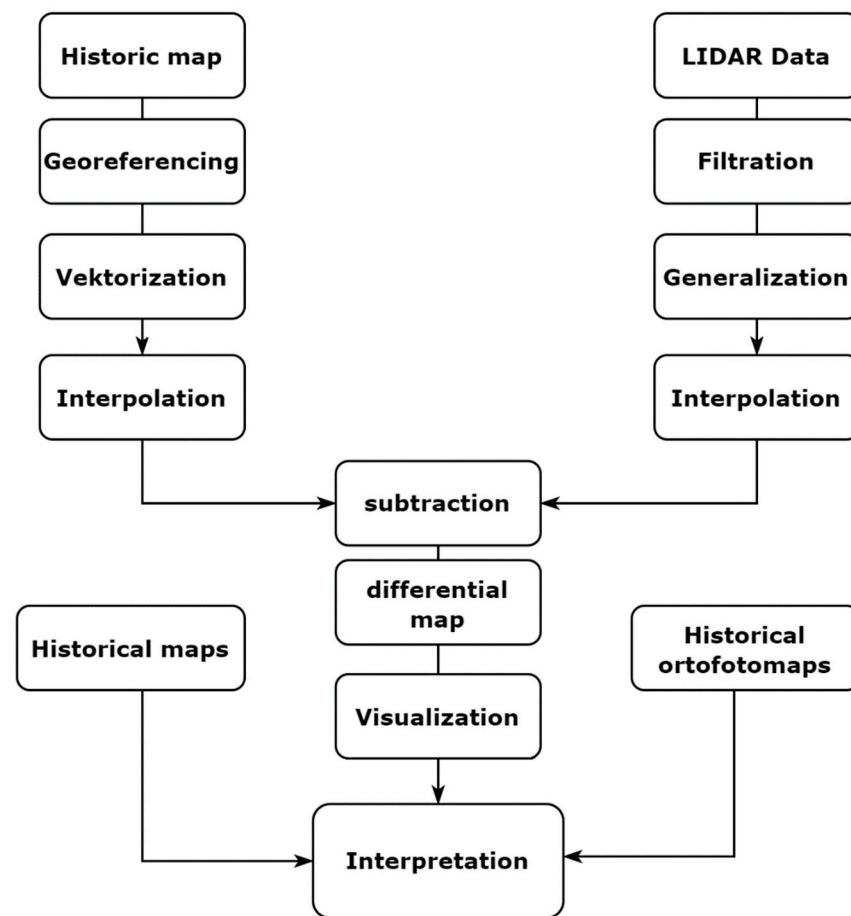 Historic map
LIDAR Data
Georeferencing
Filtration
Vektorization
Generalization
Interpolation
Interpolation
subtraction
differential
map
Historical maps
Historical
ortofotomaps
Visualization
Interpretation